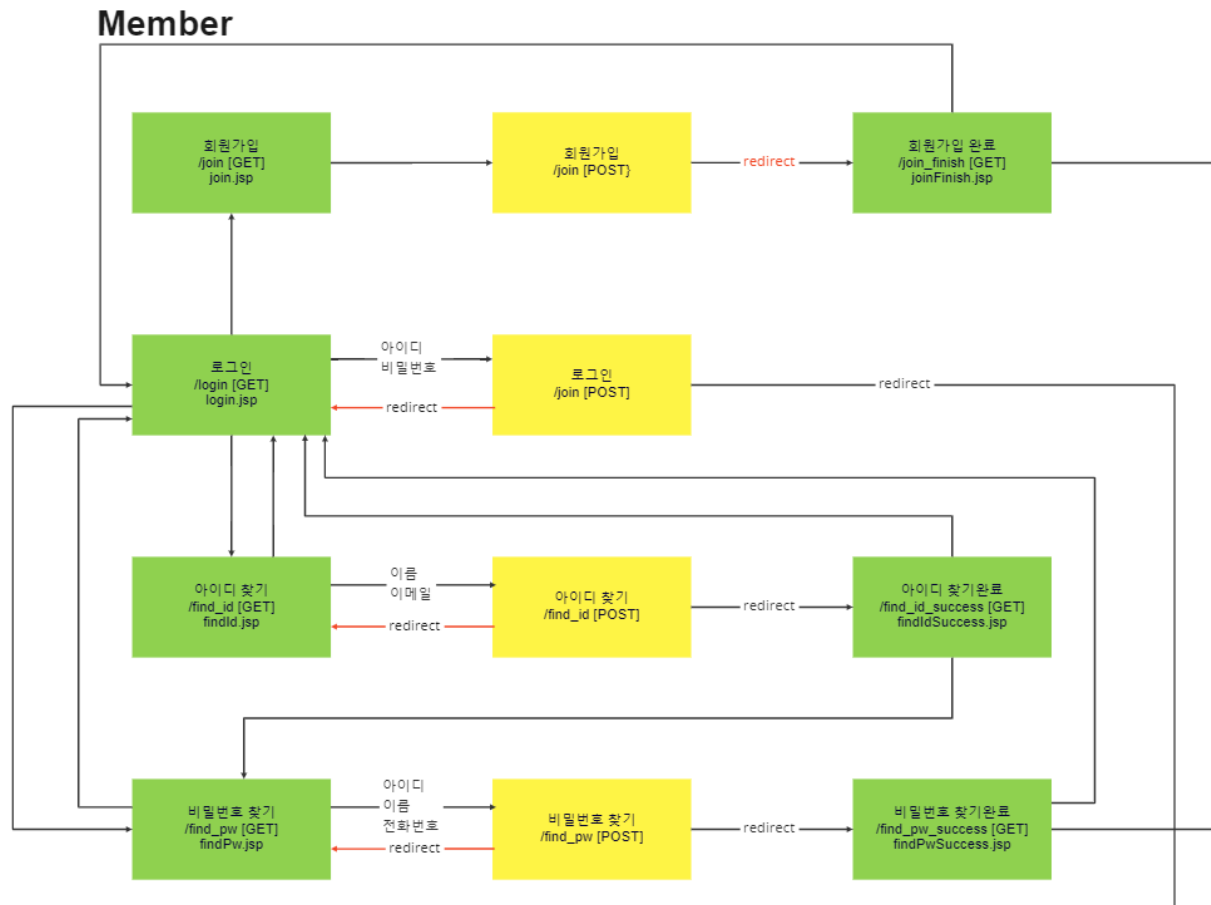 Member
회원가입
/join [GET]
join.jsp
회원가입
/join [POST}
redirect
회원가입 완료
/join_finish [GET]
joinFinish.jsp
로그인
/login [GET]
login.jsp
아이디
비밀번호
redirect
로그인
/join [POST]
redirect
아이디 찾기
/find_id [GET]
findId.jsp
이름
이메일
redirect
아이디 찾기
/find_id [POST]
redirect
아이디 찾기완료
/find_id_success [GET]
findIdSuccess.jsp
비밀번호 찾기
/find_pw [GET]
findPw.jsp
아이디
이름
전화번호
redirect
비밀번호 찾기
/find_pw [POST]
redirect
비밀번호 찾기완료
/find_pw_success [GET]
findPwSuccess.jsp